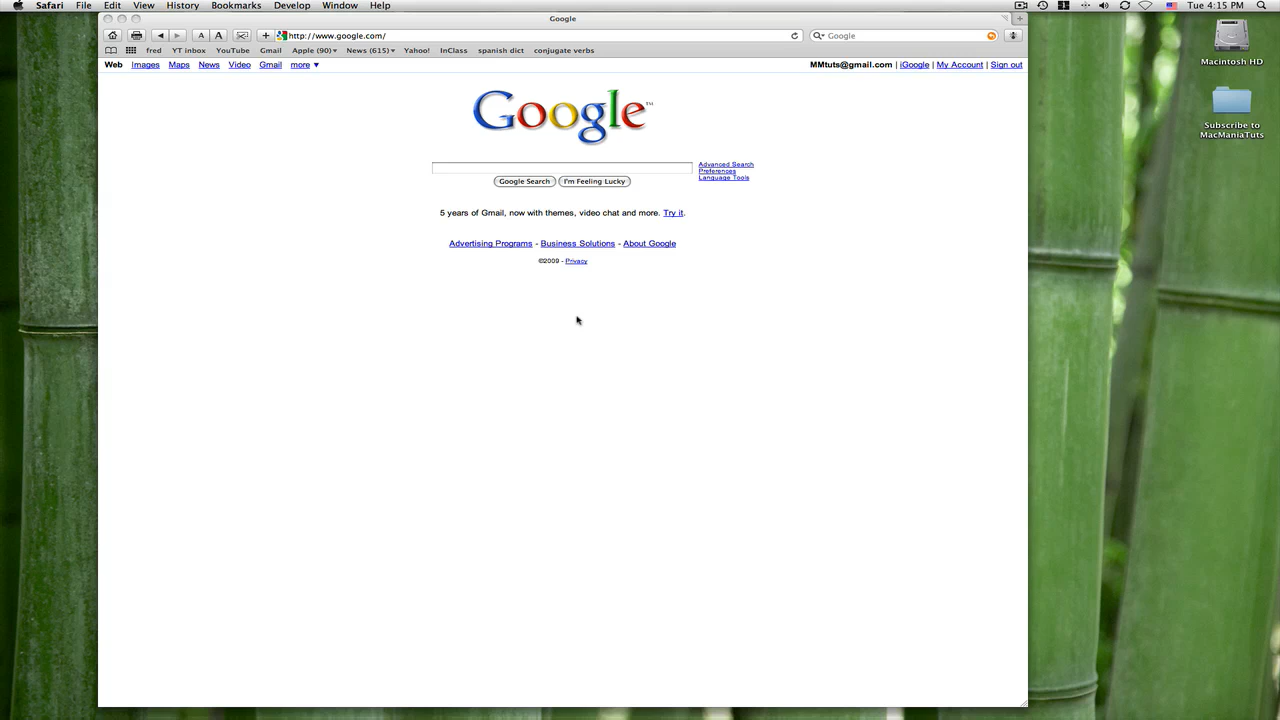 Safari File Edit View History Bookmarks Develop Window Help Tue 4:15 PM
Google
http://www.google.com/ Google
fred YT inbox YouTube Gmail Apple (90) News (615) Yahoo! InClass spanish dict conjugate verbs
Web Images Maps News Video Gmail more ▼ MMtuts@gmail.com | iGoogle | My Account | Sign out
Google™
Advanced Search
Preferences
Language Tools
Google Search I'm Feeling Lucky
5 years of Gmail, now with themes, video chat and more. Try it.
Advertising Programs - Business Solutions - About Google
©2009 - Privacy
Macintosh HD
Subscribe to
MacManiaTuts